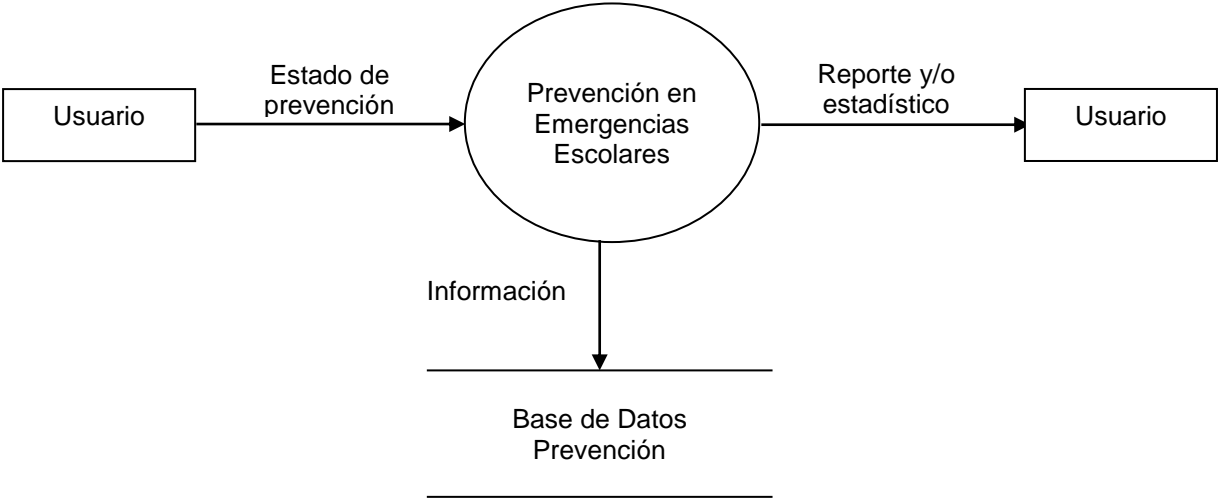 Usuario
Estado de
prevención
Prevención en
Emergencias
Escolares
Reporte y/o
estadístico
Usuario
Información
Base de Datos
Prevención